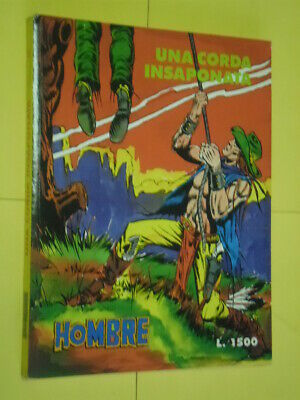 UNA CORDA
INSAPONATA
HOMBRE
L. 1500